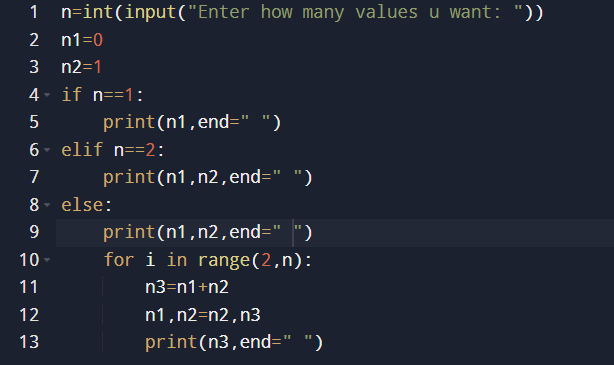 1 n=int(input("Enter how many values u want: "))
2 n1=0
3 n2=1
4 if n==1:
5     print(n1,end=" ")
6 elif n==2:
7     print(n1,n2,end=" ")
8 else:
9     print(n1,n2,end=" ")
10     for i in range(2,n):
11         n3=n1+n2
12         n1,n2=n2,n3
13         print(n3,end=" ")